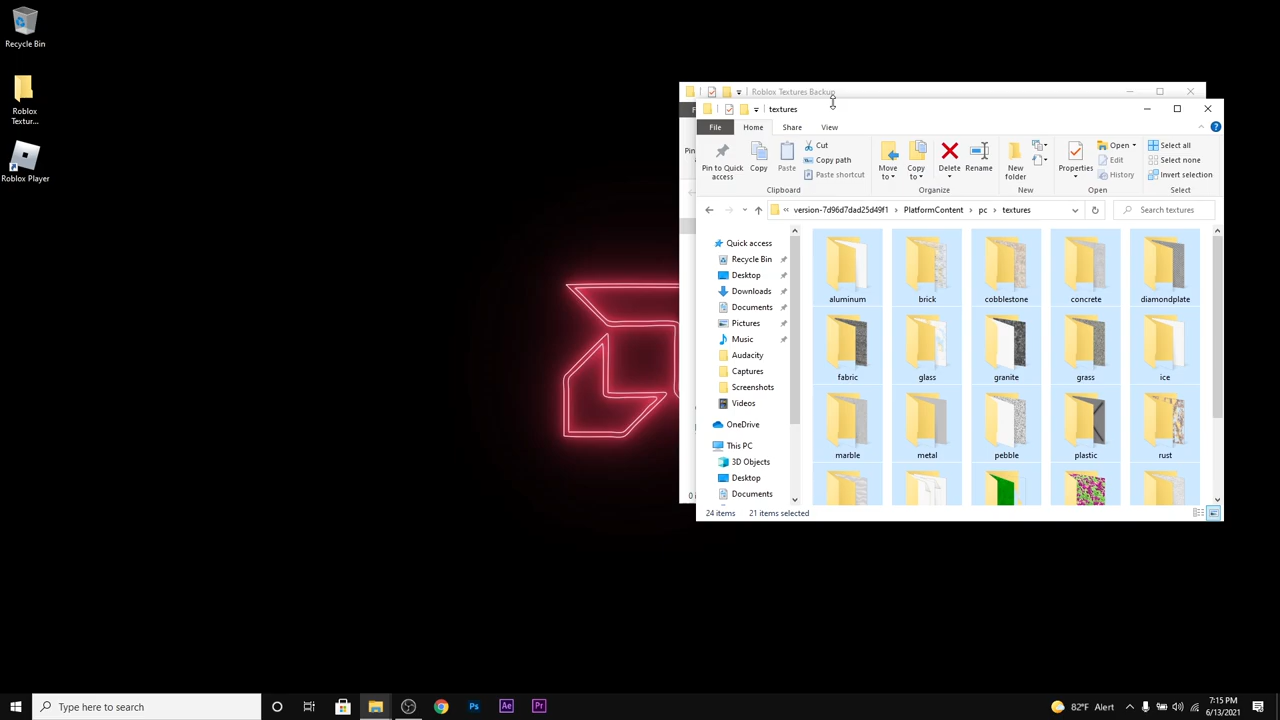 Recycle Bin
Roblox
Textur...
Roblox Player
Roblox Textures Backup
textures
File
Home
Share
View
Pin to Quick
access
Copy
Paste
Cut
Copy path
Paste shortcut
Clipboard
Move
to
Copy
to
Delete
Rename
Organize
New
folder
New
Properties
Open
Edit
History
Open
Select all
Select none
Invert selection
Select
« version-7d96d7dad25d49f1 > PlatformContent > pc > textures
Search textures
Quick access
Recycle Bin
Desktop
Downloads
Documents
Pictures
Music
Audacity
Captures
Screenshots
Videos
OneDrive
This PC
3D Objects
Desktop
Documents
aluminum
brick
cobblestone
concrete
diamondplate
fabric
glass
granite
grass
ice
marble
metal
pebble
plastic
rust
24 items
21 items selected
Type here to search
Ps
Ae
Pr
82°F Alert
7:15 PM
6/13/2021